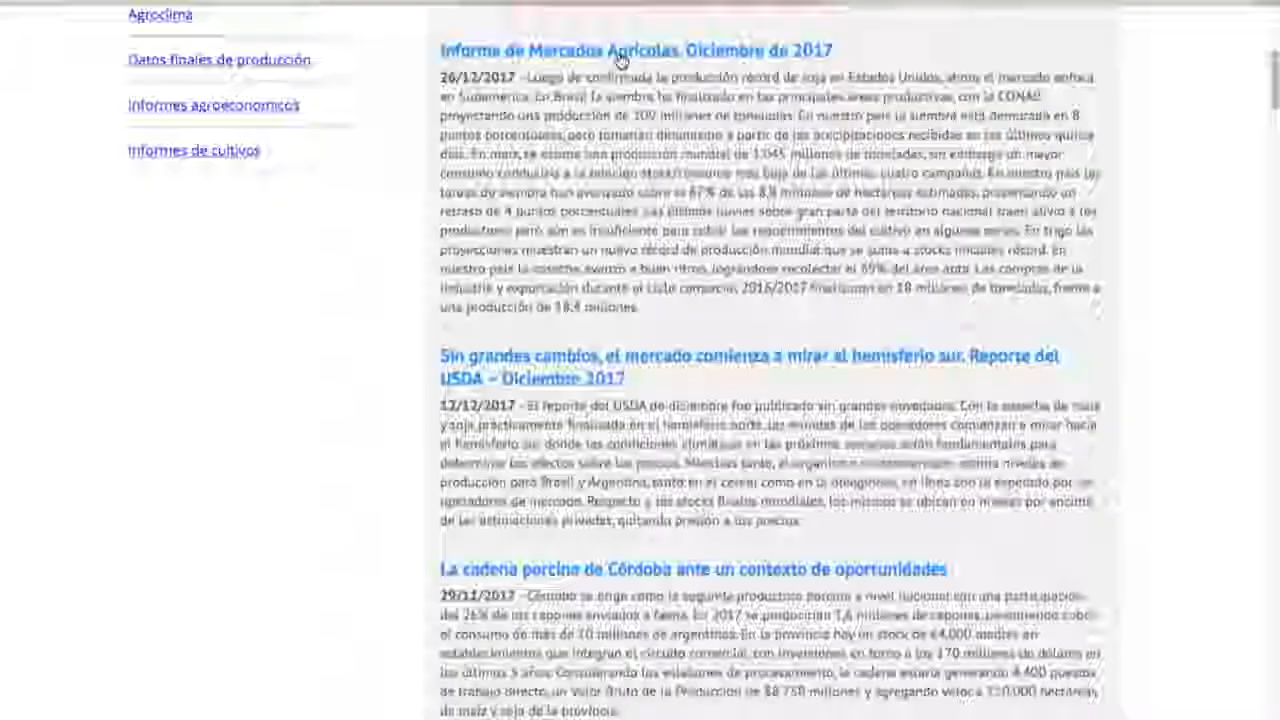 Agroclima
Datos finales de producción
Informes agroeconomicos
Informes de cultivos
Informe de Mercados Agrícolas. Diciembre de 2017
26/12/2017 - Luego de confirmada la producción récord de soja en Estados Unidos, ahora el mercado enfoca
en Sudamérica. En Brasil la siembra ha finalizado en las principales áreas productivas, con la CONAB
proyectando una producción de 109 millones de toneladas. En nuestro país la siembra está demorada en 8
puntos porcentuales, pero tomarían dinamismo a partir de las precipitaciones recibidas en los últimos quince
días. En maíz, se estima una producción mundial de 1.045 millones de toneladas, sin embargo un mayor
consumo conduciría a la relación stock/consumo más baja de las últimas cuatro campañas. En nuestro país las
tareas de siembra han avanzado sobre el 67% de las 8,8 millones de hectáreas estimadas, presentando un
retraso de 4 puntos porcentuales. Las últimas lluvias sobre gran parte del territorio nacional traen alivio a los
productores pero aún es insuficiente para cubrir los requerimientos del cultivo en algunas zonas. En trigo las
proyecciones muestran un nuevo récord de producción mundial que se suma a stocks iniciales récord. En
nuestro país la cosecha avanza a buen ritmo, lográndose recolectar el 69% del área apta. Las compras de la
industria y exportación durante el ciclo comercial 2016/2017 finalizaron en 18 millones de toneladas, frente a
una producción de 18,4 millones.
Sin grandes cambios, el mercado comienza a mirar al hemisferio sur. Reporte del
USDA – Diciembre 2017
12/12/2017 - El reporte del USDA de diciembre fue publicado sin grandes novedades. Con la cosecha de maíz
y soja prácticamente finalizada en el hemisferio norte, las miradas de los operadores comienzan a mirar hacia
el hemisferio sur donde las condiciones climáticas en las próximas semanas serán fundamentales para
determinar los efectos sobre los precios. Mientras tanto, el organismo estima niveles de
producción para Brasil y Argentina, tanto en el cereal como en la oleaginosa, en línea con lo esperado por los
operadores de mercado. Respecto a los stocks finales mundiales, los mismos se ubican en niveles por encima
de las estimaciones privadas, quitando presión a los precios.
La cadena porcina de Córdoba ante un contexto de oportunidades
29/11/2017 - Córdoba se erige como la segunda productora porcina a nivel nacional con una participación
del 26% de los capones enviados a faena. En 2017 se producirían 1,6 millones de capones, permitiendo cubrir
el consumo de más de 10 millones de argentinos. En la provincia hay un stock de 64.000 madres en
establecimientos que integran el circuito comercial, con inversiones en torno a los 170 millones de dólares en
los últimos 5 años. Considerando los eslabones de procesamiento, la cadena estaría generando 4.400 puestos
de trabajo directo, un Valor Bruto de la Producción de $8.750 millones y agregando valor a 110.000 hectáreas
de maíz y soja de la provincia.